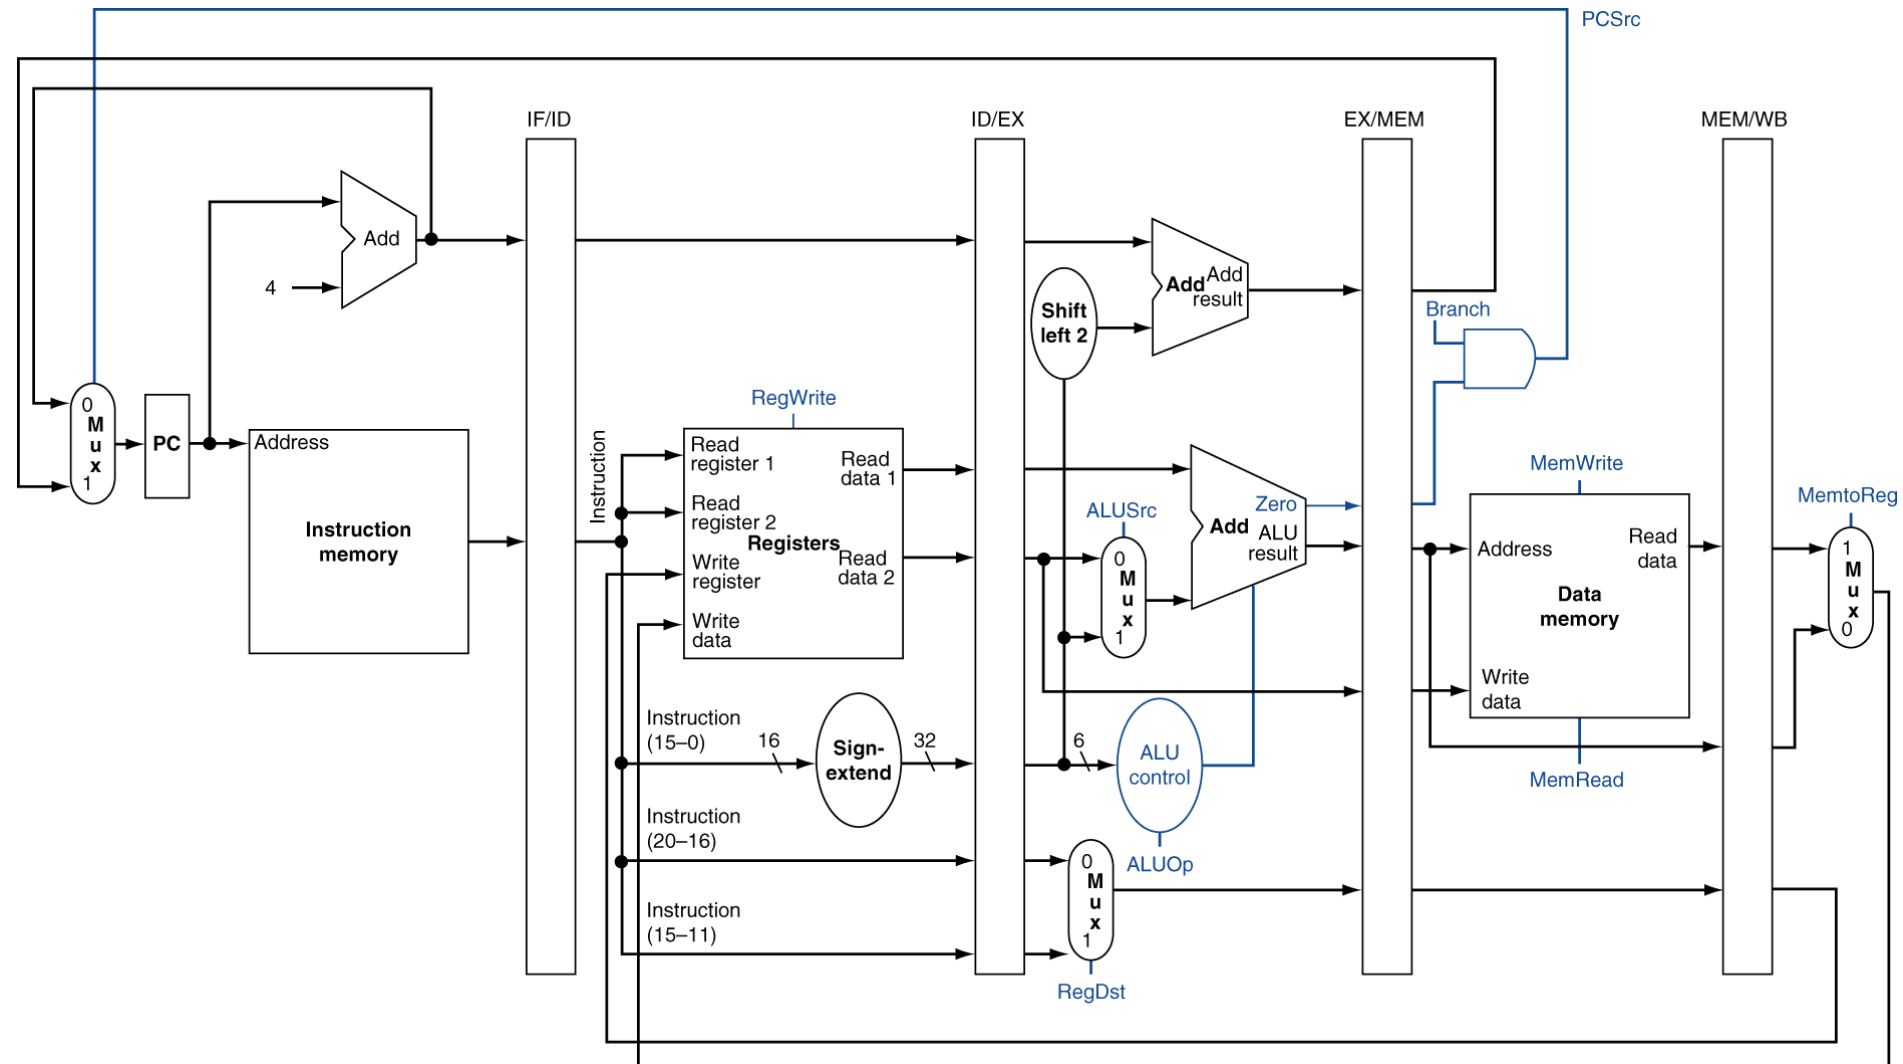 PCSrc
IF/ID
ID/EX
EX/MEM
MEM/WB
Add
4
Shift
left 2
Add
Add
result
Branch
0
M
u
x
1
PC
Address
Instruction
memory
Instruction
RegWrite
Read
register 1
Read
register 2
Write
register
Write
data
Registers
Read
data 1
Read
data 2
ALUSrc
0
M
u
x
1
Add
Zero
ALU
result
MemWrite
Address
Read
data
Data
memory
Write
data
MemRead
MemtoReg
1
M
u
x
0
Instruction
(15–0)
16
Sign-
extend
32
6
ALU
control
ALUOp
Instruction
(20–16)
Instruction
(15–11)
0
M
u
x
1
RegDst